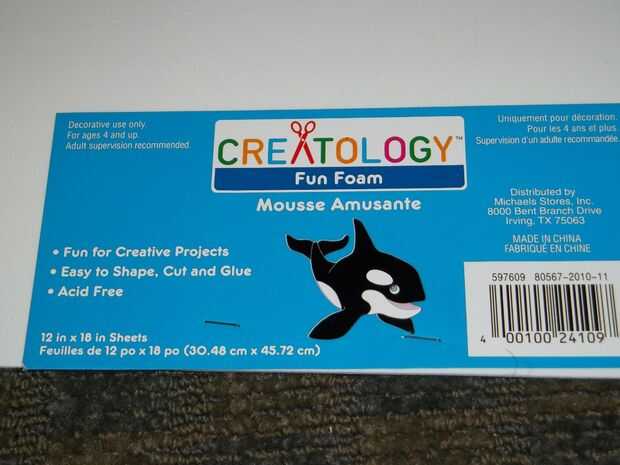 Decorative use only.
For ages 4 and up.
Adult supervision recommended.
CREATOLOGY™
Fun Foam
Mousse Amusante
Uniquement pour décoration.
Pour les 4 ans et plus.
Supervision d'un adulte recommandée
Distributed by
Michaels Stores, Inc.
8000 Bent Branch Drive
Irving, TX 75063
MADE IN CHINA
FABRIQUÉ EN CHINE
• Fun for Creative Projects
• Easy to Shape, Cut and Glue
• Acid Free
597609 80567-2010-11
4 00100 24109
12 in x 18 in Sheets
Feuilles de 12 po x 18 po (30.48 cm x 45.72 cm)